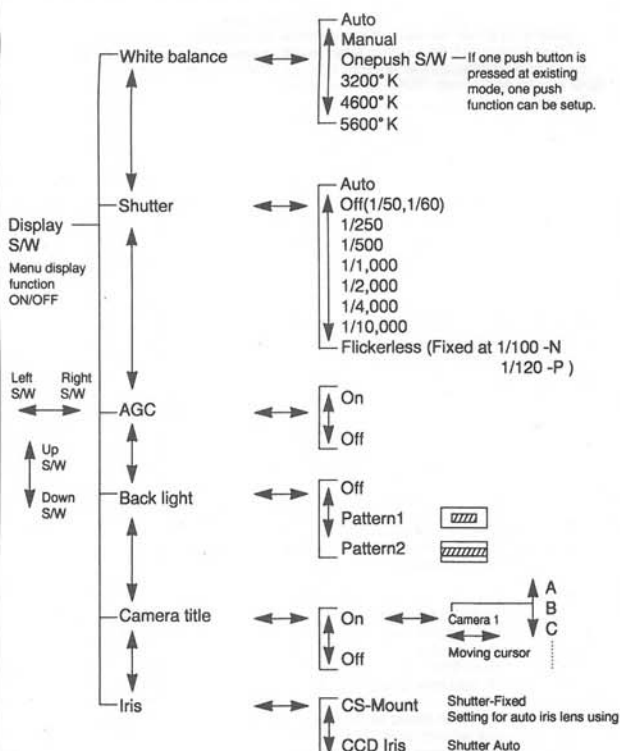 Display
S/W
Menu display
function
ON/OFF
Left
S/W
Right
S/W
Up
S/W
Down
S/W
White balance
Auto
Manual
Onepush S/W
3200°K
4600°K
5600°K
If one push button is
pressed at existing
mode, one push
function can be setup.
Shutter
Auto
Off(1/50,1/60)
1/250
1/500
1/1,000
1/2,000
1/4,000
1/10,000
Flickerless (Fixed at 1/100 -N
1/120 -P )
AGC
On
Off
Back light
Off
Pattern1
Pattern2
Camera title
On
Off
Camera 1
Moving cursor
A
B
C
Iris
CS-Mount
Shutter-Fixed
Setting for auto iris lens using
CCD Iris
Shutter Auto